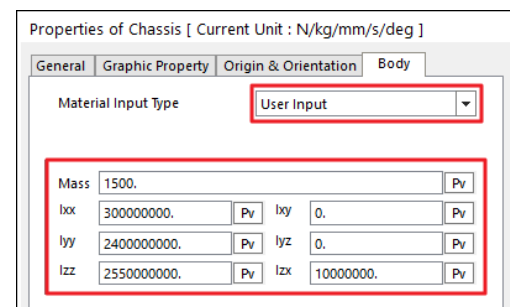 Properties of Chassis [ Current Unit : N/kg/mm/s/deg ]
General Graphic Property Origin & Orientation Body
Material Input Type User Input
Mass 1500. Pv
Ixx 300000000. Pv Ixy 0. Pv
Iyy 2400000000. Pv Iyz 0. Pv
Izz 2550000000. Pv Izx 10000000. Pv